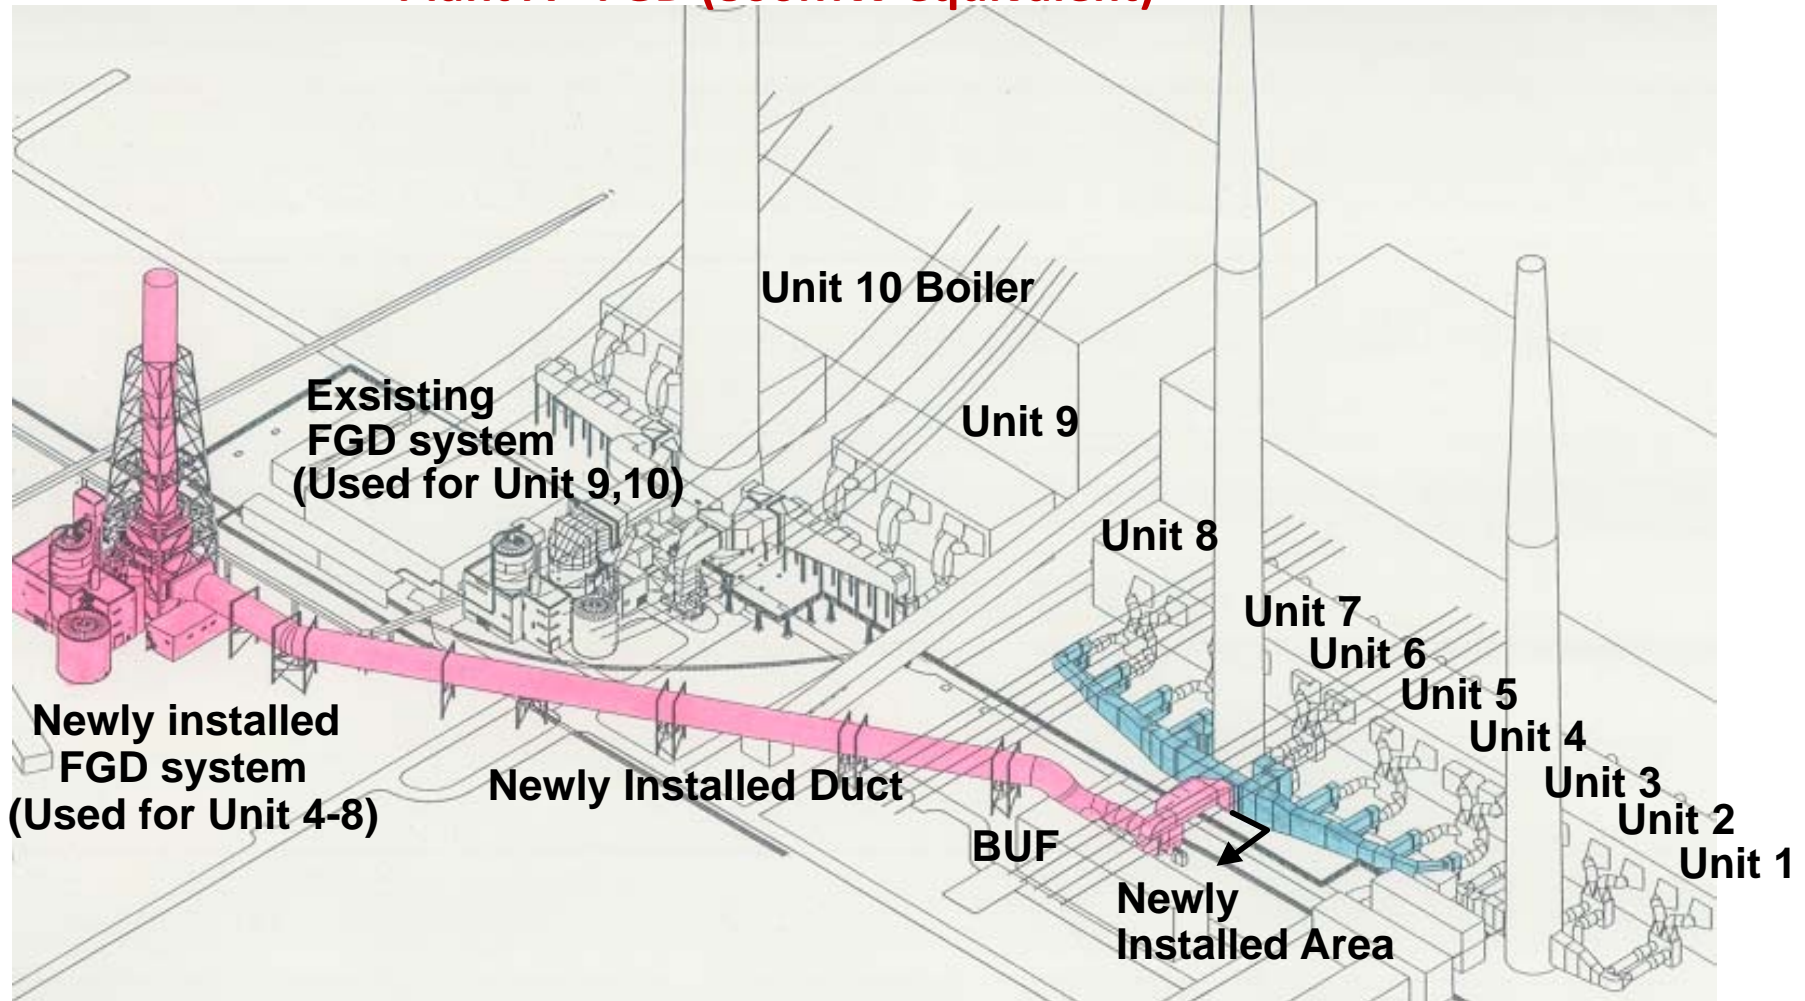 Unit 10 Boiler
Exsisting
FGD system
(Used for Unit 9,10)
Unit 9
Unit 8
Unit 7
Unit 6
Unit 5
Unit 4
Unit 3
Unit 2
Unit 1
Newly installed
FGD system
(Used for Unit 4-8)
Newly Installed Duct
BUF
Newly
Installed Area